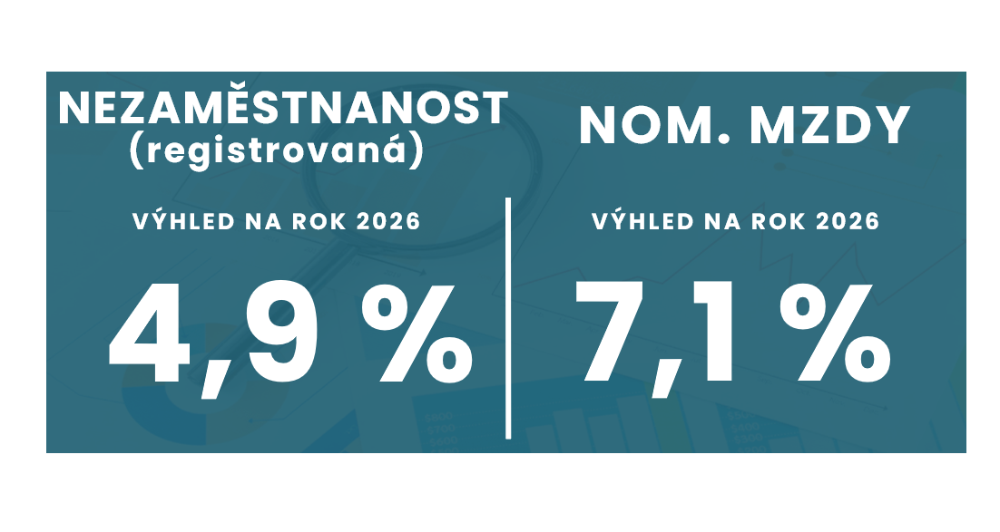 NEZAMĚSTNANOST
(registrovaná)
VÝHLED NA ROK 2026
4,9 %
NOM. MZDY
VÝHLED NA ROK 2026
7,1 %